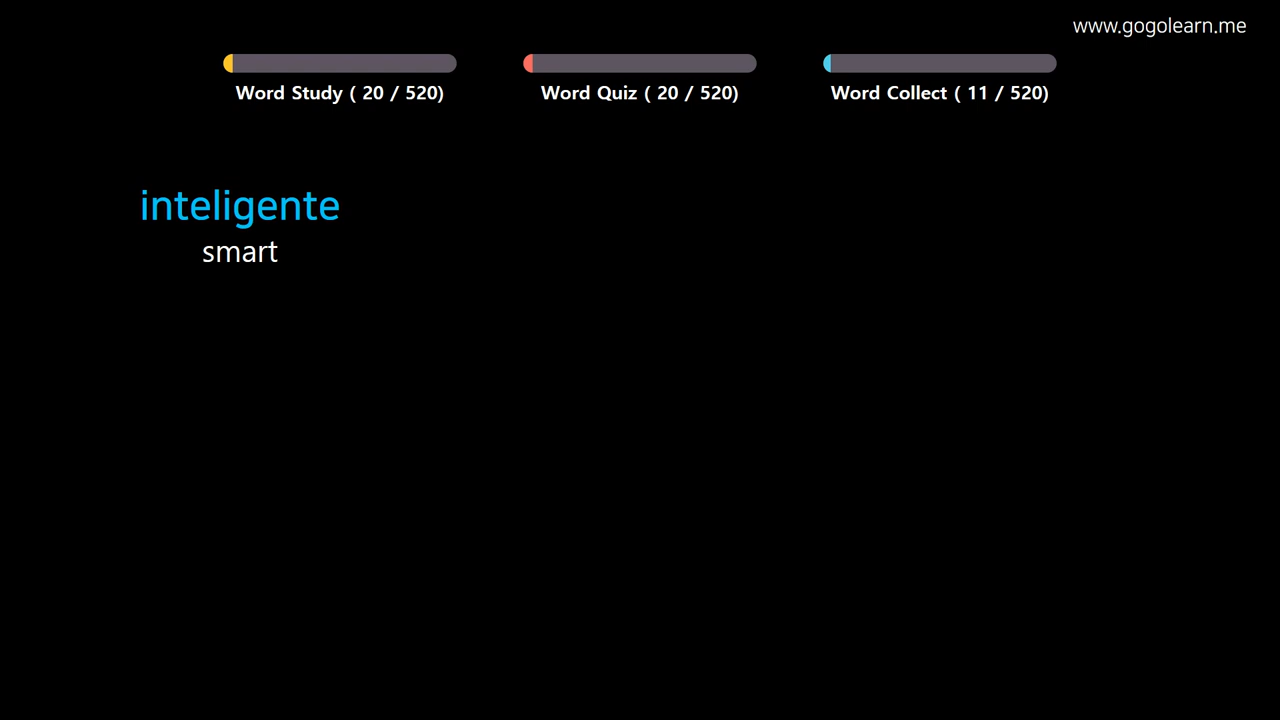 www.gogolearn.me
Word Study ( 20 / 520)
Word Quiz ( 20 / 520)
Word Collect ( 11 / 520)
inteligente
smart